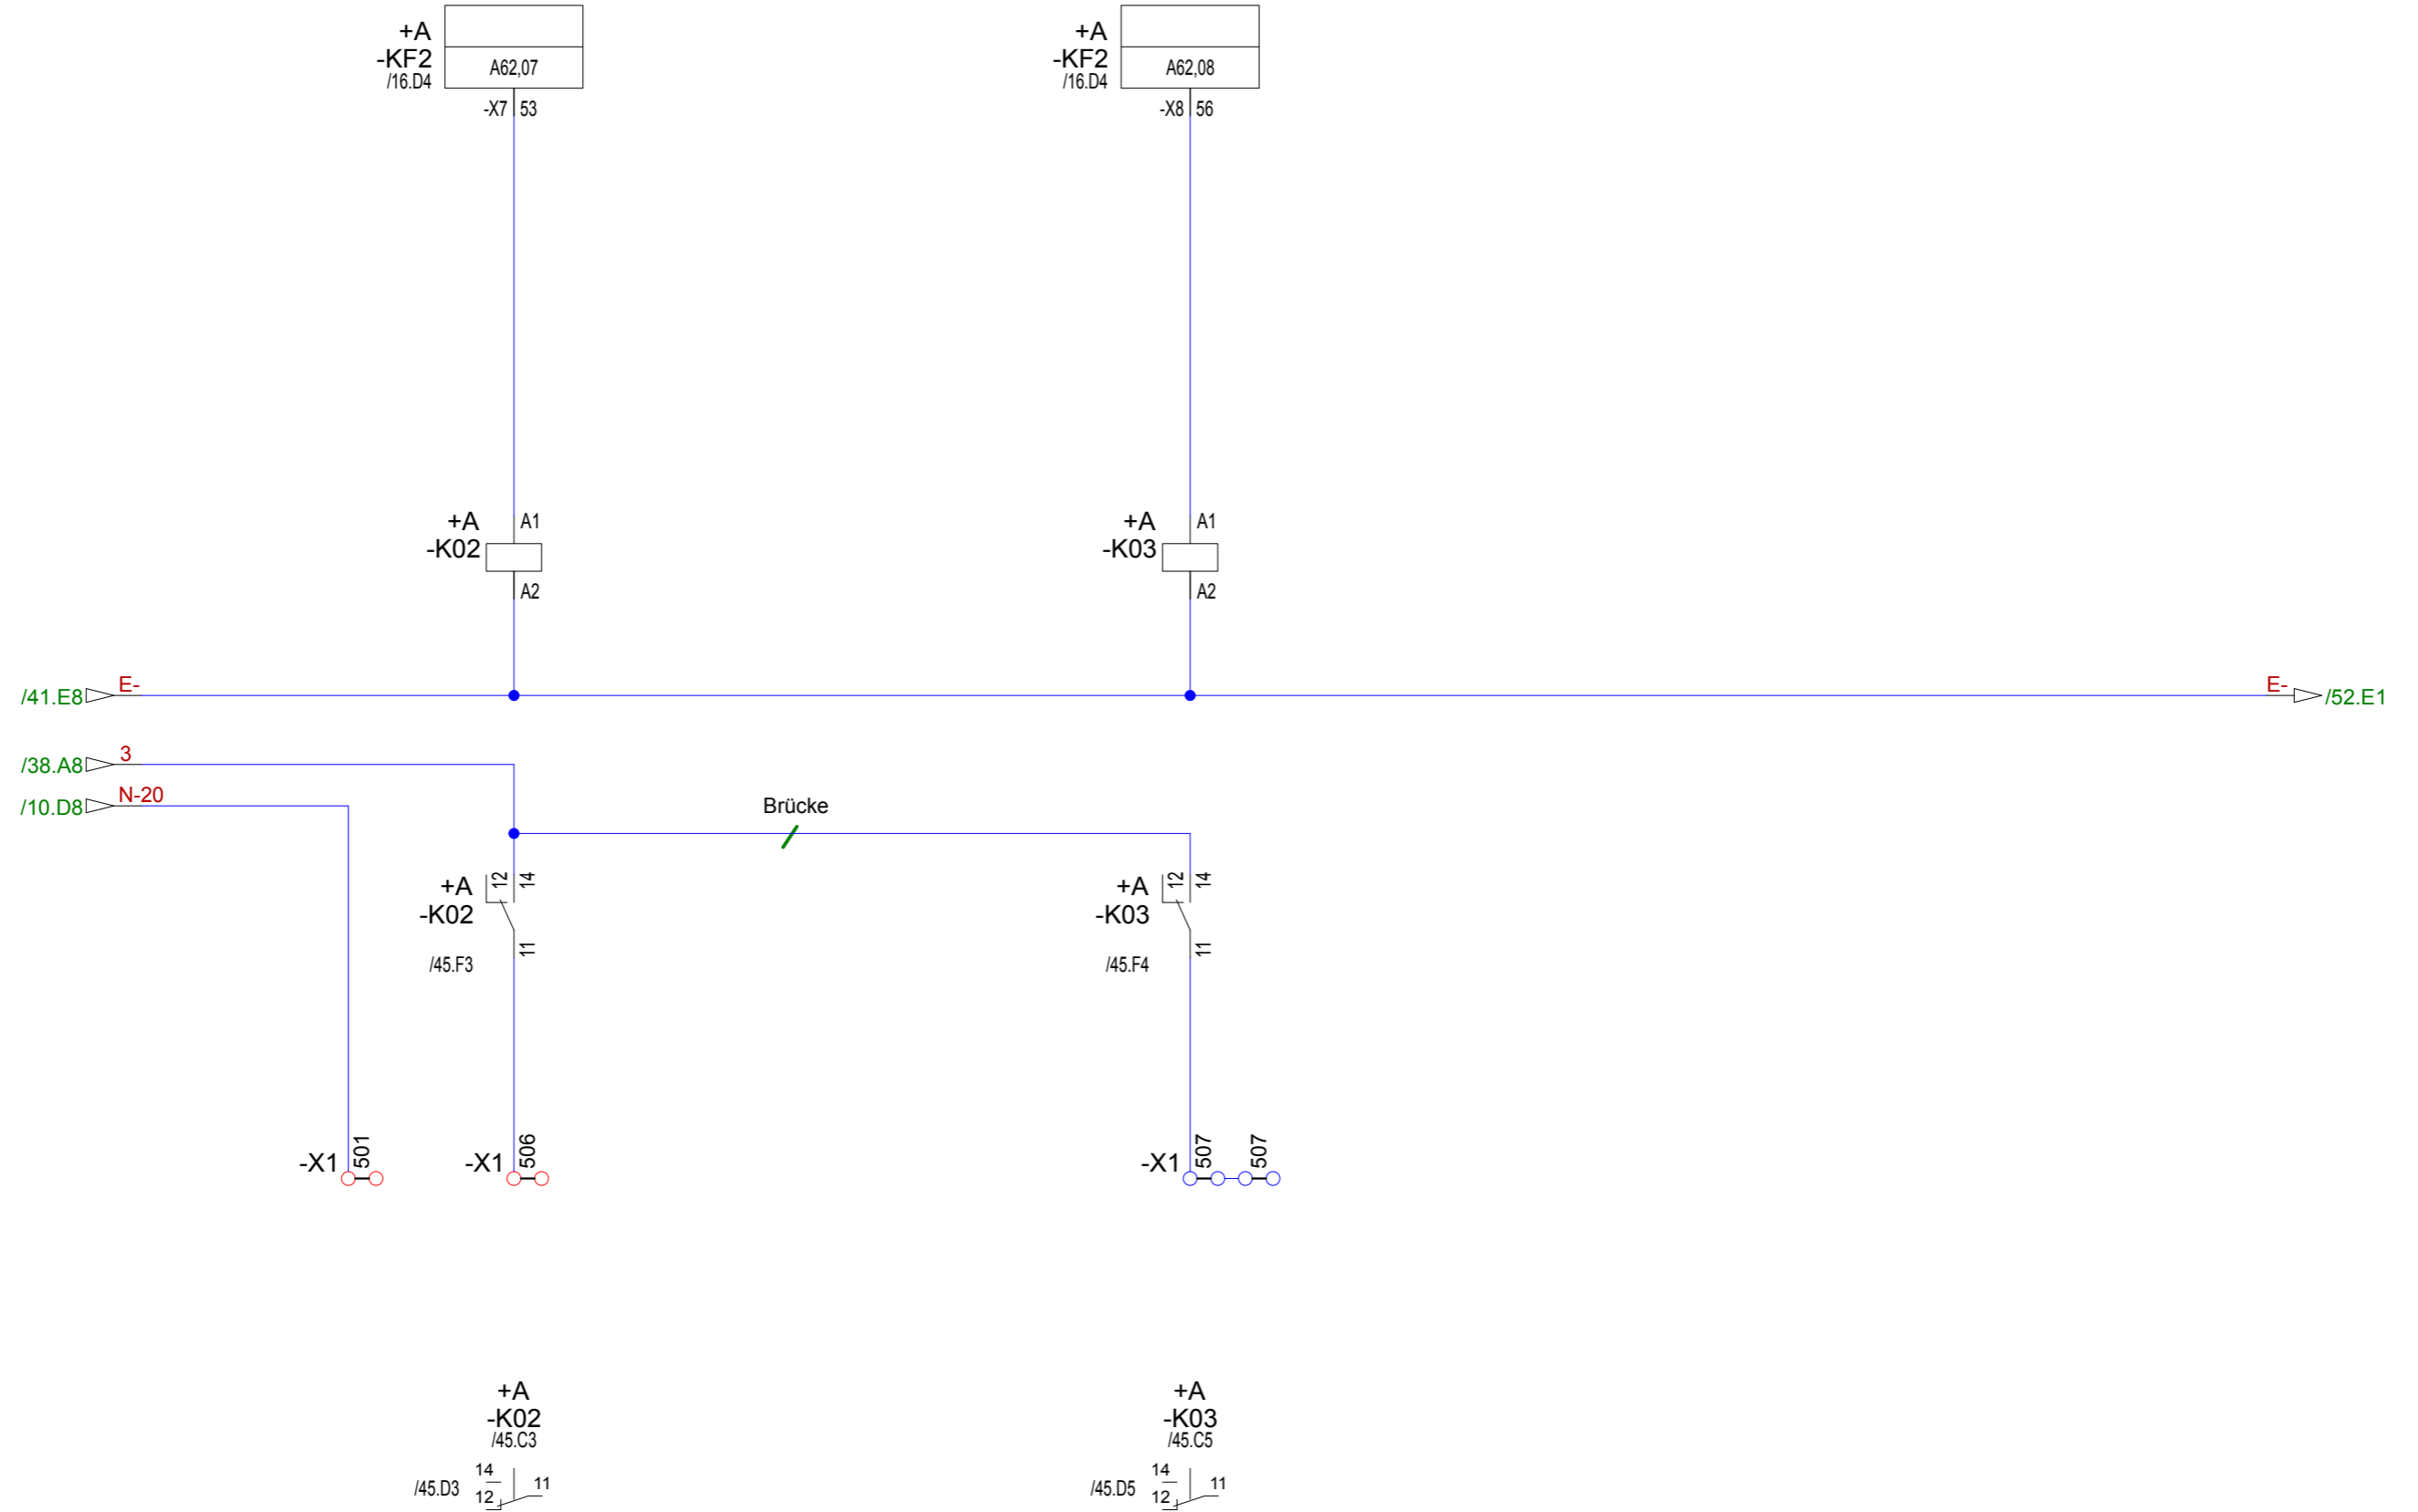 +A
-KF2
/16.D4
A62,07
-X7 53
+A
-KF2
/16.D4
A62,08
-X8 56
+A
-K02
A1
A2
+A
-K03
A1
A2
/41.E8 E-
E- /52.E1
/38.A8 3
/10.D8 N-20
Brücke
+A
-K02
/45.F3
12 14
11
+A
-K03
/45.F4
12 14
11
-X1 501
-X1 506
-X1 507 507
+A
-K02
/45.C3
/45.D3 14 11
12
+A
-K03
/45.C5
/45.D5 14 11
12